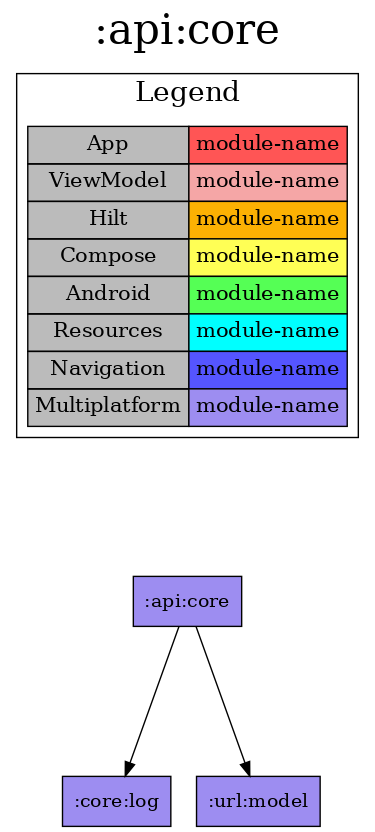 :api:core
Legend
App module-name
ViewModel module-name
Hilt module-name
Compose module-name
Android module-name
Resources module-name
Navigation module-name
Multiplatform module-name
:api:core
:core:log :url:model